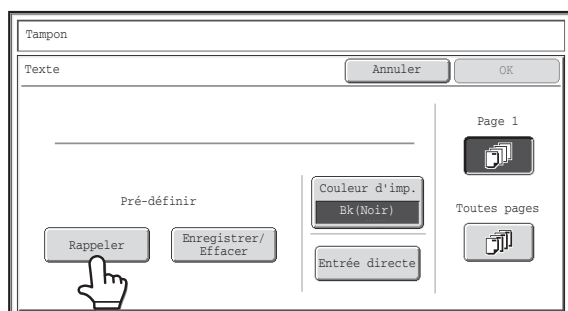 Tampon
Texte
Annuler
OK
Page 1
Couleur d'imp.
Bk(Noir)
Toutes pages
Pré-définir
Rappeler
Enregistrer/
Effacer
Entrée directe